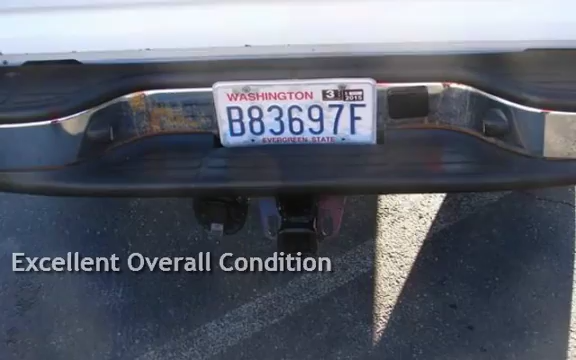 WASHINGTON 3
B83697F
EVERGREEN STATE
Excellent Overall Condition